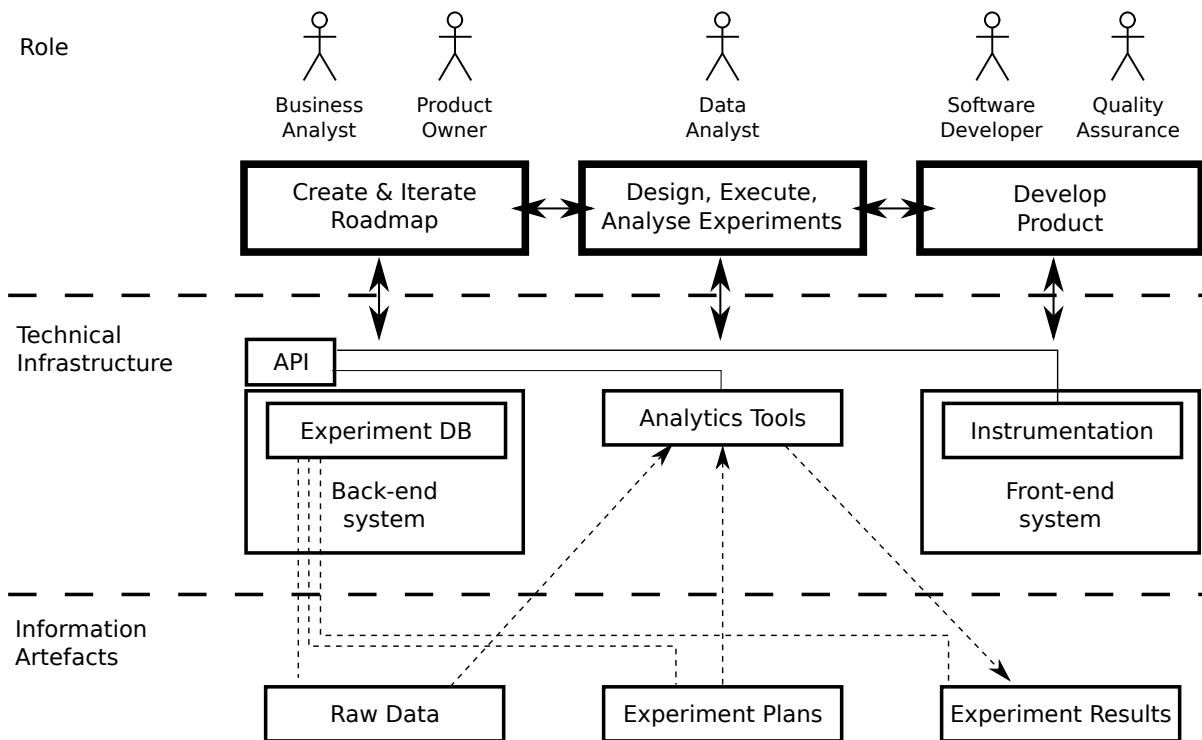 Role
Business
Analyst
Product
Owner
Data
Analyst
Software
Developer
Quality
Assurance
Create & Iterate
Roadmap
Design, Execute,
Analyse Experiments
Develop
Product
Technical
Infrastructure
API
Experiment DB
Back-end
system
Analytics Tools
Instrumentation
Front-end
system
Information
Artefacts
Raw Data
Experiment Plans
Experiment Results